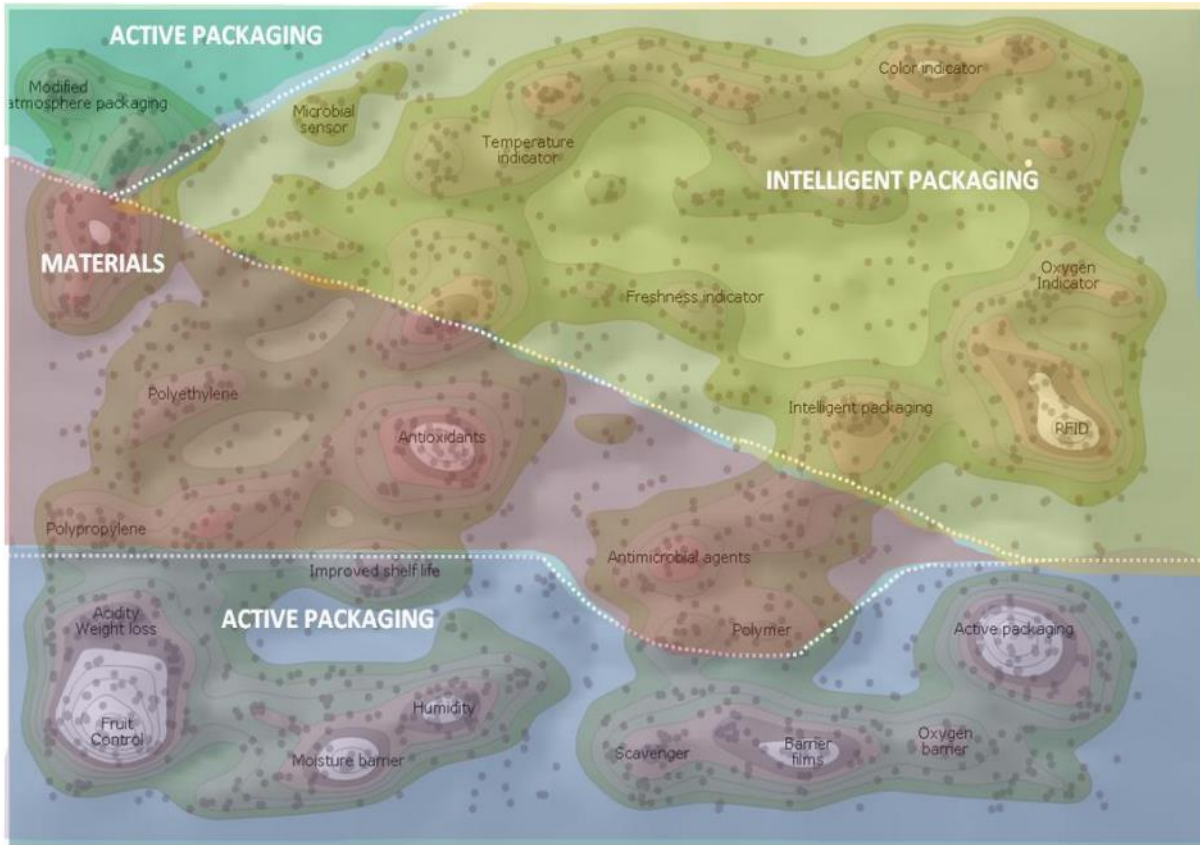 ACTIVE PACKAGING
Modified
atmosphere packaging
Microbial
sensor
Color indicator
Temperature
indicator
INTELLIGENT PACKAGING
MATERIALS
Oxygen
Indicator
Freshness indicator
Polyethylene
Intelligent packaging
Antioxidants
RFID
Polypropylene
Antimicrobial agents
Improved shelf life
ACTIVE PACKAGING
Acidity
Weight loss
Polymer
Active packaging
Humidity
Fruit
Control
Moisture barrier
Scavenger
Barrier
films
Oxygen
barrier